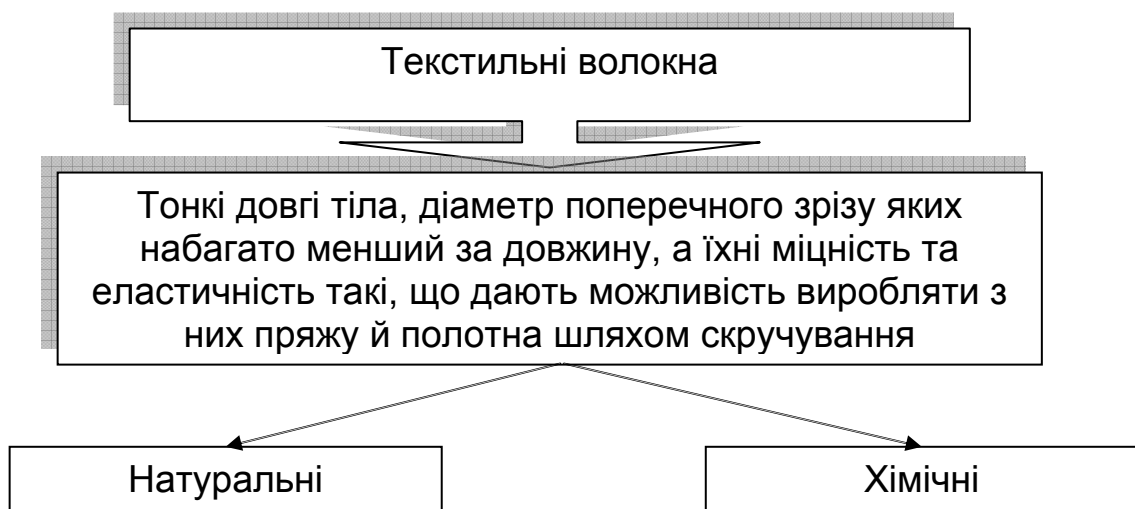 Текстильні волокна
Тонкі довгі тіла, діаметр поперечного зрізу яких
набагато менший за довжину, а їхні міцність та
еластичність такі, що дають можливість виробляти з
них пряжу й полотна шляхом скручування
Натуральні
Хімічні